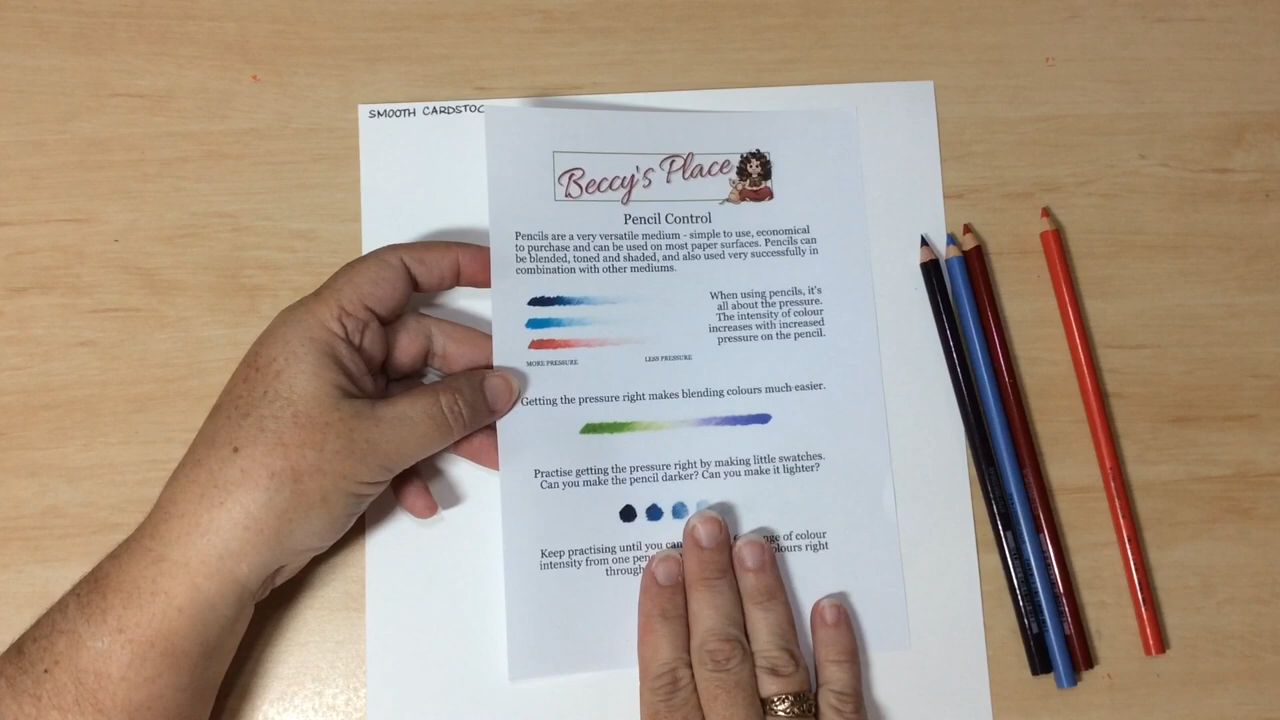 SMOOTH CARDSTOC
Beccy's Place
Pencil Control
Pencils are a very versatile medium - simple to use, economical
to purchase and can be used on most paper surfaces. Pencils can
be blended, toned and shaded, and also used very successfully in
combination with other mediums.
When using pencils, it's
all about the pressure.
The intensity of colour
increases with increased
pressure on the pencil.
MORE PRESSURE
LESS PRESSURE
Getting the pressure right makes blending colours much easier.
Practise getting the pressure right by making little swatches.
Can you make the pencil darker? Can you make it lighter?
Keep practising until you can of colour
intensity from one colours right
through